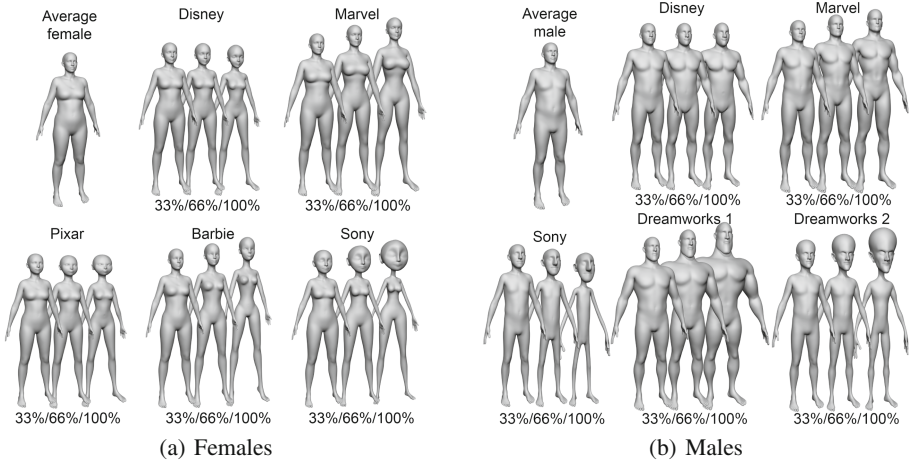 Average
female
Disney
Marvel
33%/66%/100%
33%/66%/100%
Pixar
Barbie
Sony
33%/66%/100%
33%/66%/100%
33%/66%/100%
(a) Females
Average
male
Disney
Marvel
33%/66%/100%
33%/66%/100%
Sony
Dreamworks 1
Dreamworks 2
33%/66%/100%
33%/66%/100%
33%/66%/100%
(b) Males